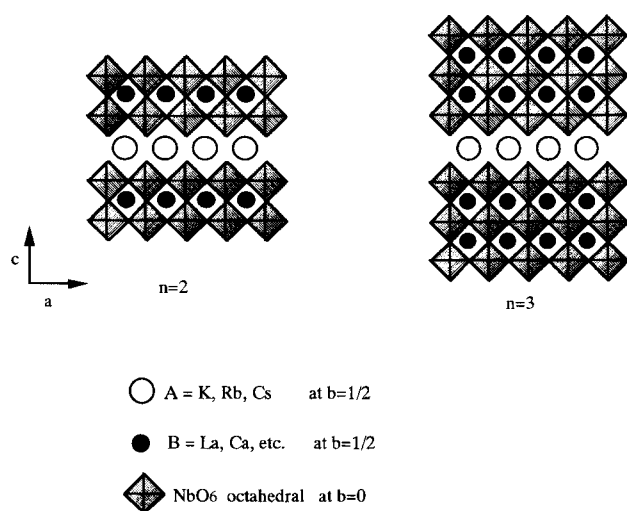 c
a
n=2
n=3
A = K, Rb, Cs at b=1/2
B = La, Ca, etc. at b=1/2
NbO6 octahedral at b=0